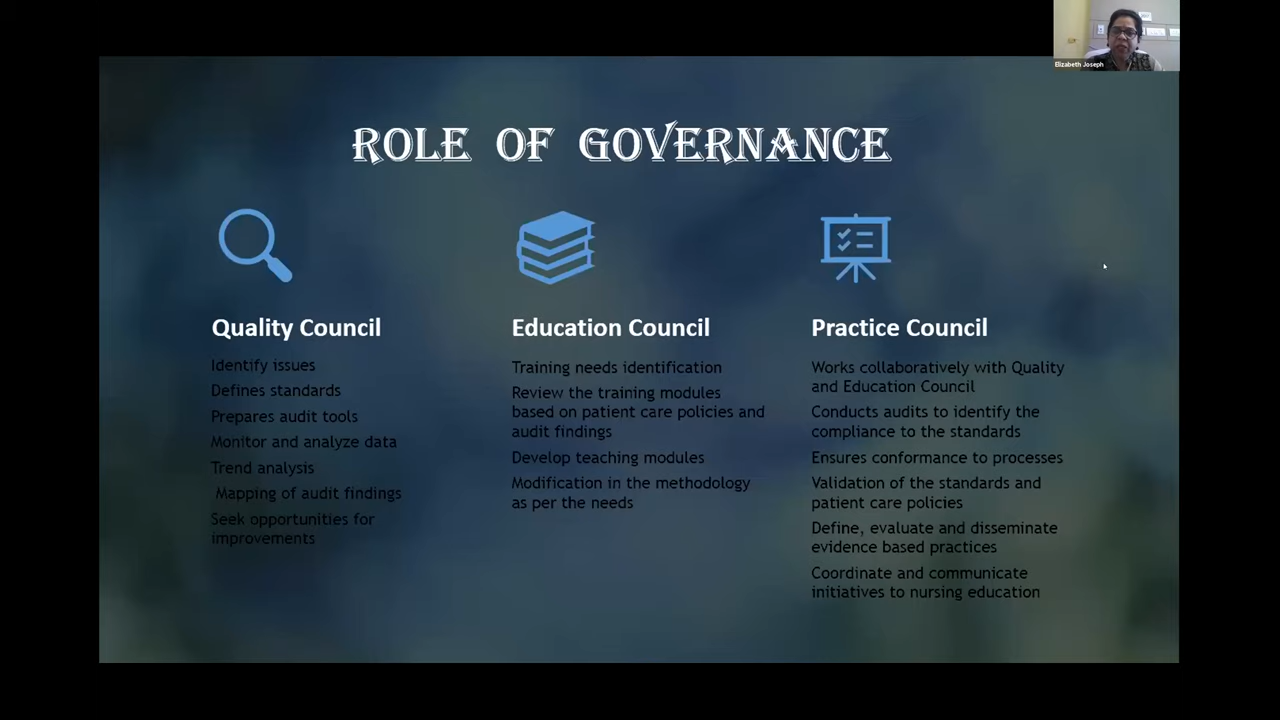 Elizabeth Joseph
ROLE OF GOVERNANCE
Quality Council
Identify issues
Defines standards
Prepares audit tools
Monitor and analyze data
Trend analysis
Mapping of audit findings
Seek opportunities for
improvements
Education Council
Training needs identification
Review the training modules
based on patient care policies and
audit findings
Develop teaching modules
Modification in the methodology
as per the needs
Practice Council
Works collaboratively with Quality
and Education Council
Conducts audits to identify the
compliance to the standards
Ensures conformance to processes
Validation of the standards and
patient care policies
Define, evaluate and disseminate
evidence based practices
Coordinate and communicate
initiatives to nursing education